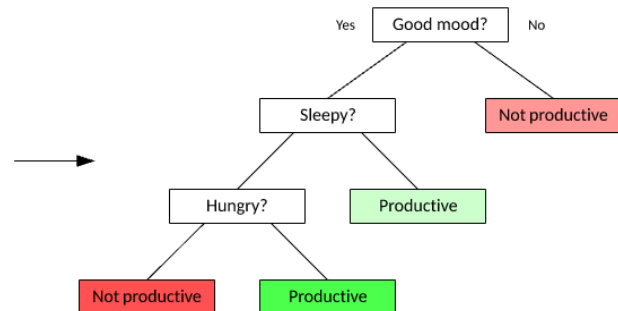 Yes
Good mood?
No
Sleepy?
Not productive
Hungry?
Productive
Not productive
Productive